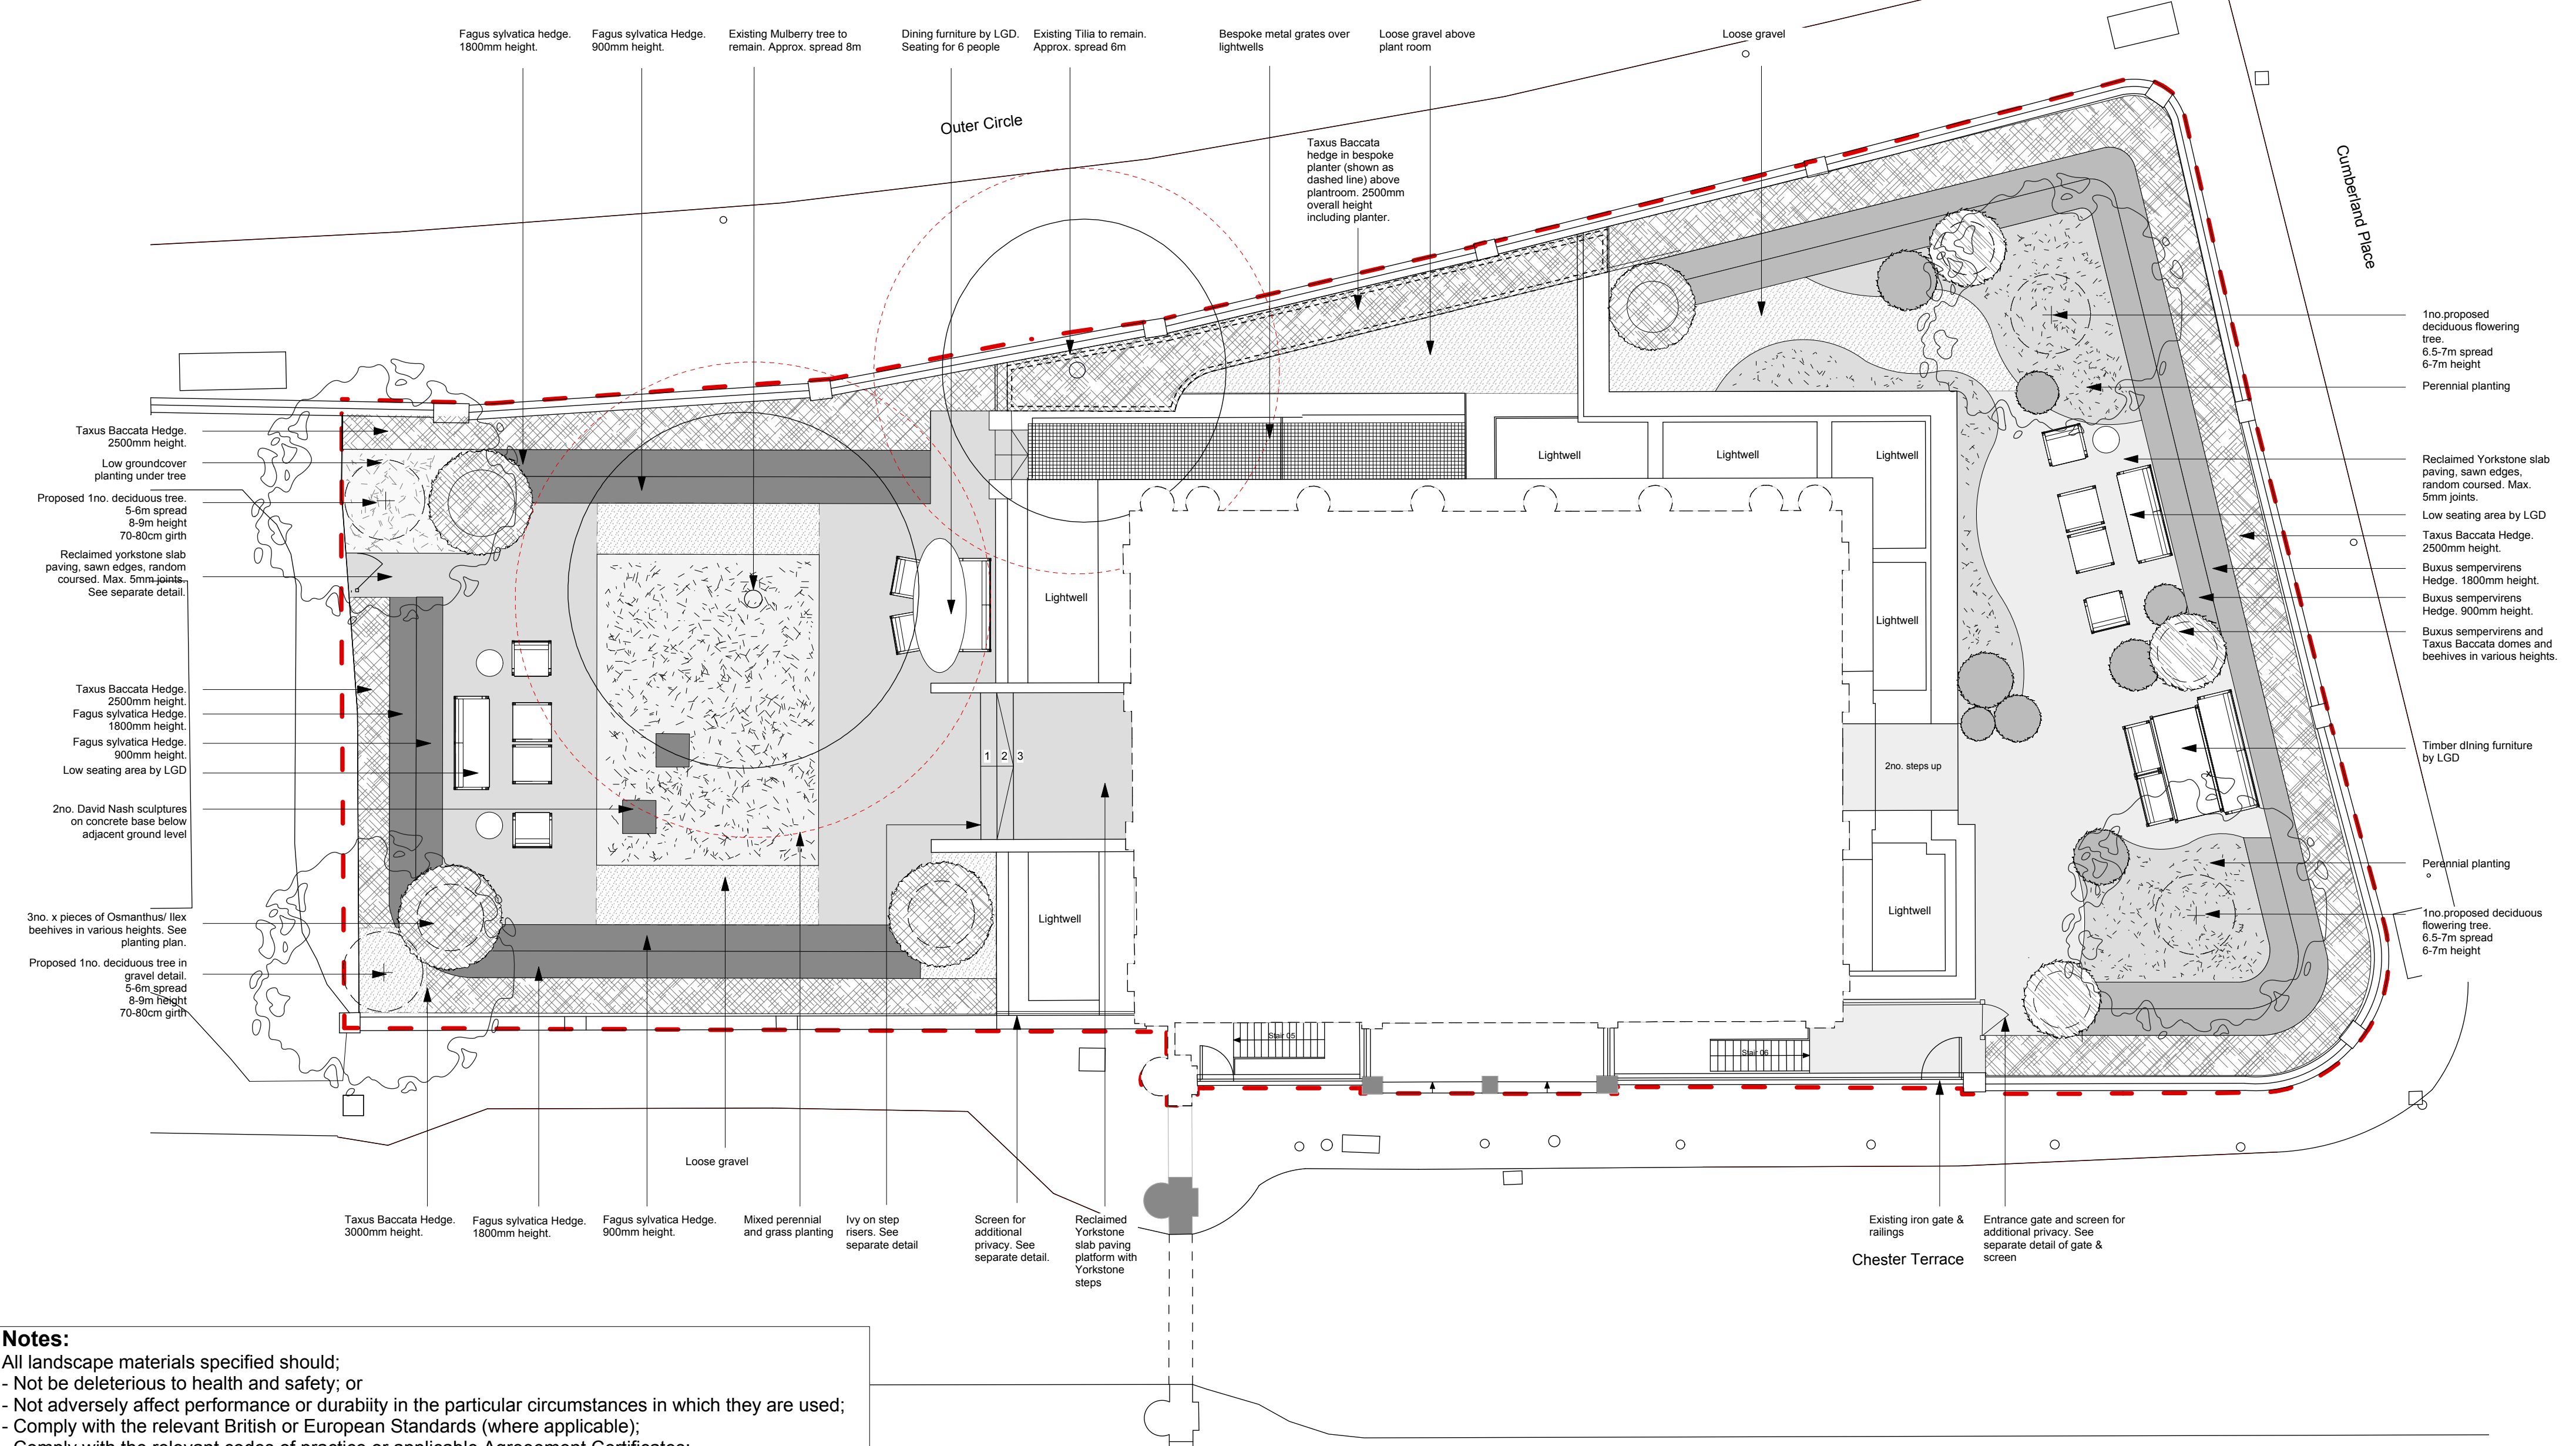 Fagus sylvatica hedge.
1800mm height.
Fagus sylvatica Hedge.
900mm height.
Existing Mulberry tree to
remain. Approx. spread 8m
Dining furniture by LGD.
Seating for 6 people
Existing Tilia to remain.
Approx. spread 6m
Bespoke metal grates over
lightwells
Loose gravel above
plant room
Loose gravel
Outer Circle
Cumberland Place
Taxus Baccata
hedge in bespoke
planter (shown as
dashed line) above
plantroom. 2500mm
overall height
including planter.
Taxus Baccata Hedge.
2500mm height.
Low groundcover
planting under tree
Proposed 1no. deciduous tree.
5-6m spread
8-9m height
70-80cm girth
Reclaimed yorkstone slab
paving, sawn edges, random
coursed. Max. 5mm joints.
See separate detail.
Taxus Baccata Hedge.
2500mm height.
Fagus sylvatica Hedge.
1800mm height.
Fagus sylvatica Hedge.
900mm height.
Low seating area by LGD
2no. David Nash sculptures
on concrete base below
adjacent ground level
3no. x pieces of Osmanthus/ Ilex
beehives in various heights. See
planting plan.
Proposed 1no. deciduous tree in
gravel detail.
5-6m spread
8-9m height
70-80cm girth
Lightwell
Lightwell
Lightwell
Lightwell
Lightwell
Lightwell
Lightwell
1 2 3
2no. steps up
Stair 05
Stair 06
1no.proposed
deciduous flowering
tree.
6.5-7m spread
6-7m height
Perennial planting
Reclaimed Yorkstone slab
paving, sawn edges,
random coursed. Max.
5mm joints.
Low seating area by LGD
Taxus Baccata Hedge.
2500mm height.
Buxus sempervirens
Hedge. 1800mm height.
Buxus sempervirens
Hedge. 900mm height.
Buxus sempervirens and
Taxus Baccata domes and
beehives in various heights.
Timber dIning furniture
by LGD
Perennial planting
1no.proposed deciduous
flowering tree.
6.5-7m spread
6-7m height
Loose gravel
Taxus Baccata Hedge.
3000mm height.
Fagus sylvatica Hedge.
1800mm height.
Fagus sylvatica Hedge.
900mm height.
Mixed perennial
and grass planting
Ivy on step
risers. See
separate detail
Screen for
additional
privacy. See
separate detail.
Reclaimed
Yorkstone
slab paving
platform with
Yorkstone
steps
Existing iron gate &
railings
Entrance gate and screen for
additional privacy. See
separate detail of gate &
screen
Chester Terrace
Notes:
All landscape materials specified should;
- Not be deleterious to health and safety; or
- Not adversely affect performance or durabiity in the particular circumstances in which they are used;
- Comply with the relevant British or European Standards (where applicable);
- Comply with the relevant codes of practice or applicable Agreement Certificates;